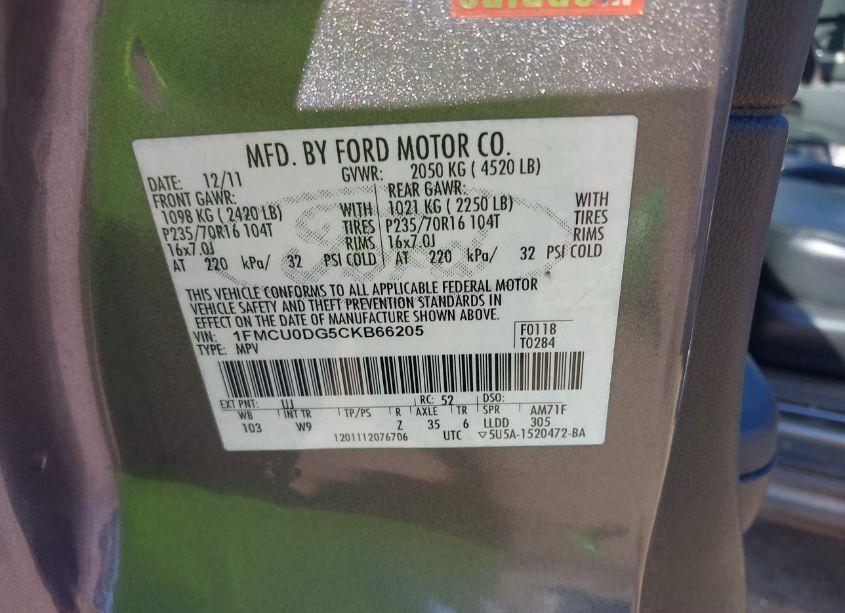 MFD. BY FORD MOTOR CO.
DATE: 12/11 GVWR: 2050 KG ( 4520 LB)
FRONT GAWR: REAR GAWR:
1098 KG (2420 LB) WITH 1021 KG ( 2250 LB) WITH
P235/70R16 104T TIRES P235/70R16 104T TIRES
16x7.0J RIMS 16x7.0J RIMS
AT 220 kPa/ 32 PSI COLD AT 220 kPa/ 32 PSI COLD
Ford
THIS VEHICLE CONFORMS TO ALL APPLICABLE FEDERAL MOTOR
VEHICLE SAFETY AND THEFT PREVENTION STANDARDS IN
EFFECT ON THE DATE OF MANUFACTURE SHOWN ABOVE.
VIN: 1FMCU0DG5CKB66205 F0118
TYPE: MPV T0284
EXT PNT: UJ RC: 52 DSO:
WB INT TR TP/PS R AXLE TR SPR AM71F
103 W9 Z 35 6 LLDD 305
1201112076706 UTC ▽5U5A-1520472-BA